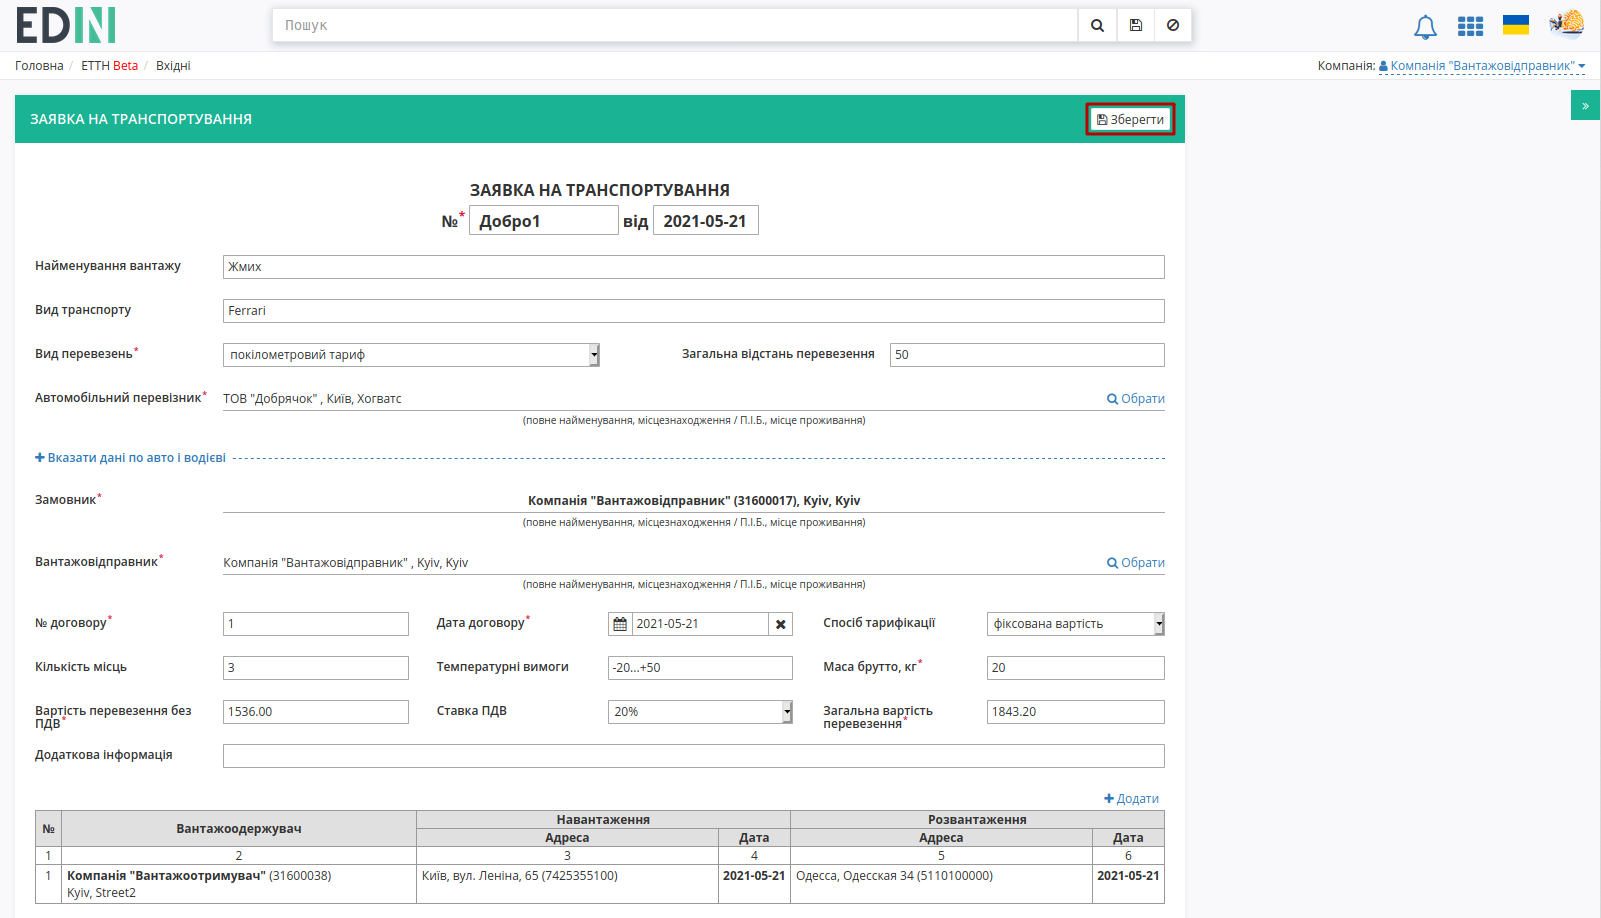 EDIN
Пошук
Головна / ЕТТН Beta / Вхідні
Компанія: Компанія "Вантажовідправник"
»
ЗАЯВКА НА ТРАНСПОРТУВАННЯ
Зберегти
ЗАЯВКА НА ТРАНСПОРТУВАННЯ
№* Добро1 від 2021-05-21
Найменування вантажу Жмих
Вид транспорту Ferrari
Вид перевезень* покілометровий тариф Загальна відстань перевезення 50
Автомобільний перевізник* ТОВ "Добрячок" , Київ, Хогватс Обрати
(повне найменування, місцезнаходження / П.І.Б., місце проживання)
+ Вказати дані по авто і водієві
Замовник* Компанія "Вантажовідправник" (31600017), Kyiv, Kyiv
(повне найменування, місцезнаходження / П.І.Б., місце проживання)
Вантажовідправник* Компанія "Вантажовідправник" , Kyiv, Kyiv Обрати
(повне найменування, місцезнаходження / П.І.Б., місце проживання)
№ договору* 1 Дата договору* 2021-05-21 Спосіб тарифікації фіксована вартість
Кількість місць 3 Температурні вимоги -20...+50 Маса брутто, кг* 20
Вартість перевезення без ПДВ* 1536.00 Ставка ПДВ 20% Загальна вартість перевезення* 1843.20
Додаткова інформація
+ Додати
№ Вантажоодержувач Навантаження Розвантаження
Адреса Дата Адреса Дата
1 2 3 4 5 6
1 Компанія "Вантажоотримувач" (31600038) Київ, вул. Леніна, 65 (7425355100) 2021-05-21 Одесса, Одесская 34 (5110100000) 2021-05-21
Kyiv, Street2